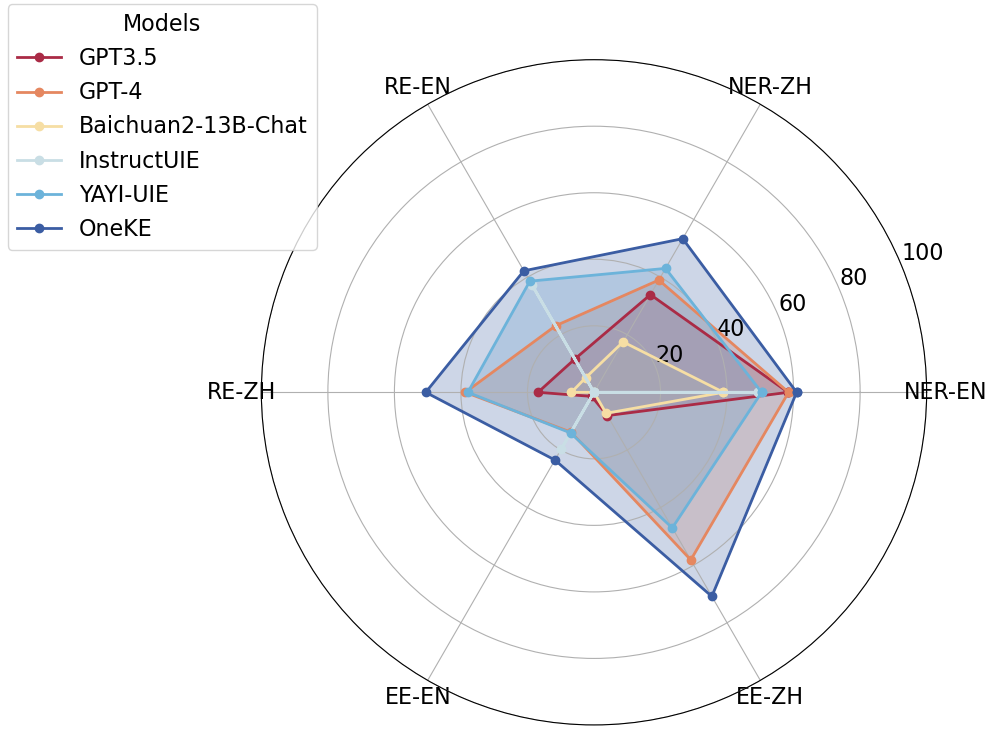 Models
GPT3.5
GPT-4
Baichuan2-13B-Chat
InstructUIE
YAYI-UIE
OneKE
RE-EN
NER-ZH
100
80
60
40
20
RE-ZH
NER-EN
EE-EN
EE-ZH